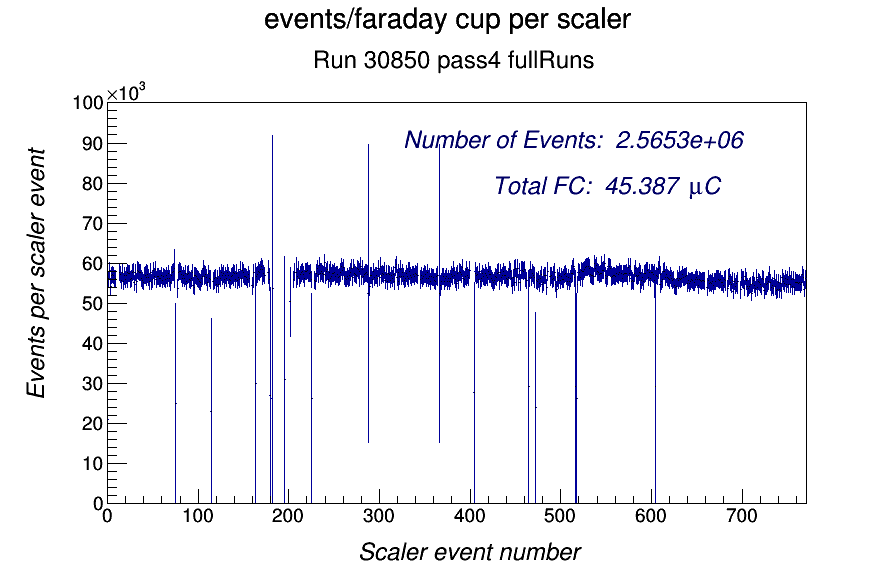 events/faraday cup per scaler
Run 30850 pass4 fullRuns
×10³
100
90
80
70
60
50
40
30
20
10
0
Events per scaler event
Number of Events: 2.5653e+06
Total FC: 45.387 μC
0 100 200 300 400 500 600 700
Scaler event number